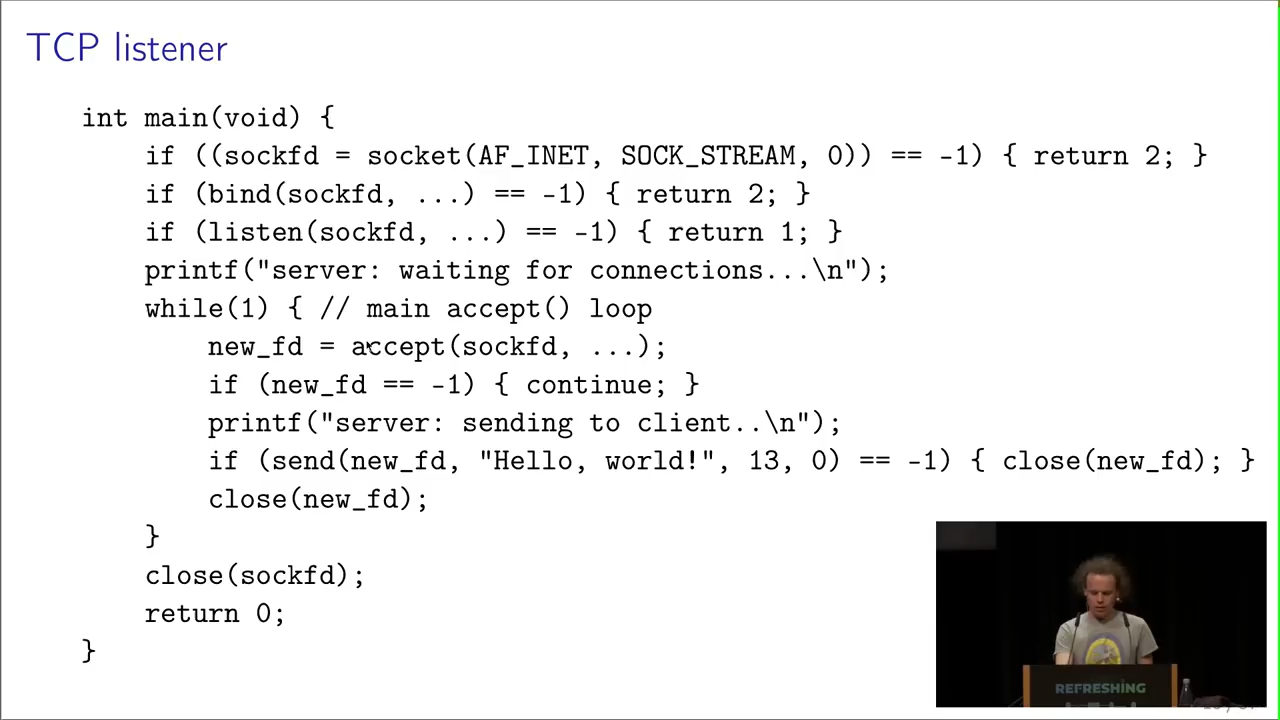 TCP listener
int main(void) {
if ((sockfd = socket(AF_INET, SOCK_STREAM, 0)) == -1) { return 2; }
if (bind(sockfd, ...) == -1) { return 2; }
if (listen(sockfd, ...) == -1) { return 1; }
printf("server: waiting for connections...\n");
while(1) { // main accept() loop
new_fd = accept(sockfd, ...);
if (new_fd == -1) { continue; }
printf("server: sending to client..\n");
if (send(new_fd, "Hello, world!", 13, 0) == -1) { close(new_fd); }
close(new_fd);
}
close(sockfd);
return 0;
}
REFRESHING